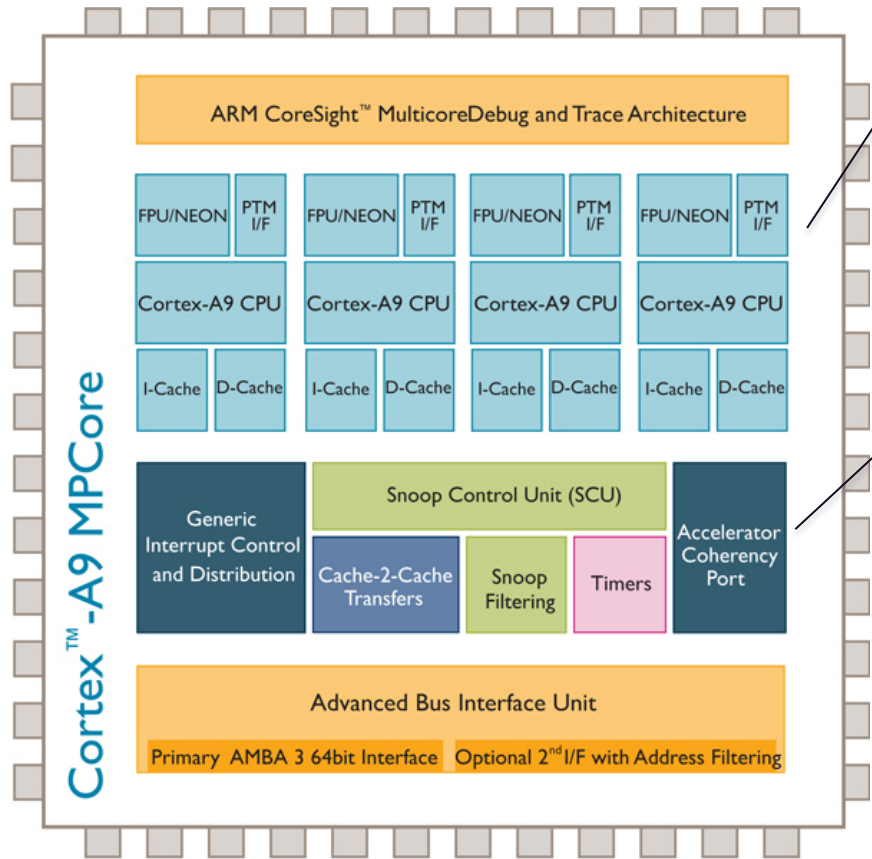 ARM CoreSight™ MulticoreDebug and Trace Architecture
FPU/NEON
PTM
I/F
FPU/NEON
PTM
I/F
FPU/NEON
PTM
I/F
FPU/NEON
PTM
I/F
Cortex-A9 CPU
Cortex-A9 CPU
Cortex-A9 CPU
Cortex-A9 CPU
I-Cache
D-Cache
I-Cache
D-Cache
I-Cache
D-Cache
I-Cache
D-Cache
Cortex™-A9 MPCore
Generic
Interrupt Control
and Distribution
Snoop Control Unit (SCU)
Cache-2-Cache
Transfers
Snoop
Filtering
Timers
Accelerator
Coherency
Port
Advanced Bus Interface Unit
Primary AMBA 3 64bit Interface
Optional 2nd I/F with Address Filtering